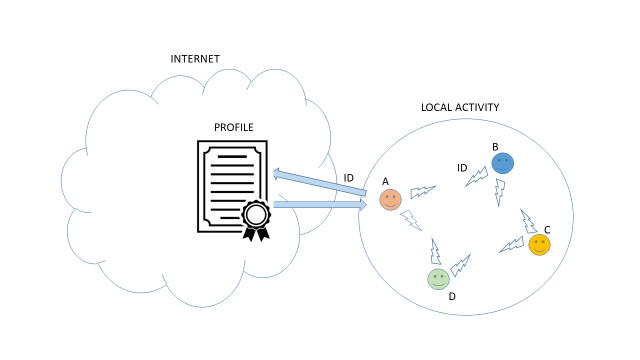 INTERNET
LOCAL ACTIVITY
PROFILE
B
ID
ID
A
C
D